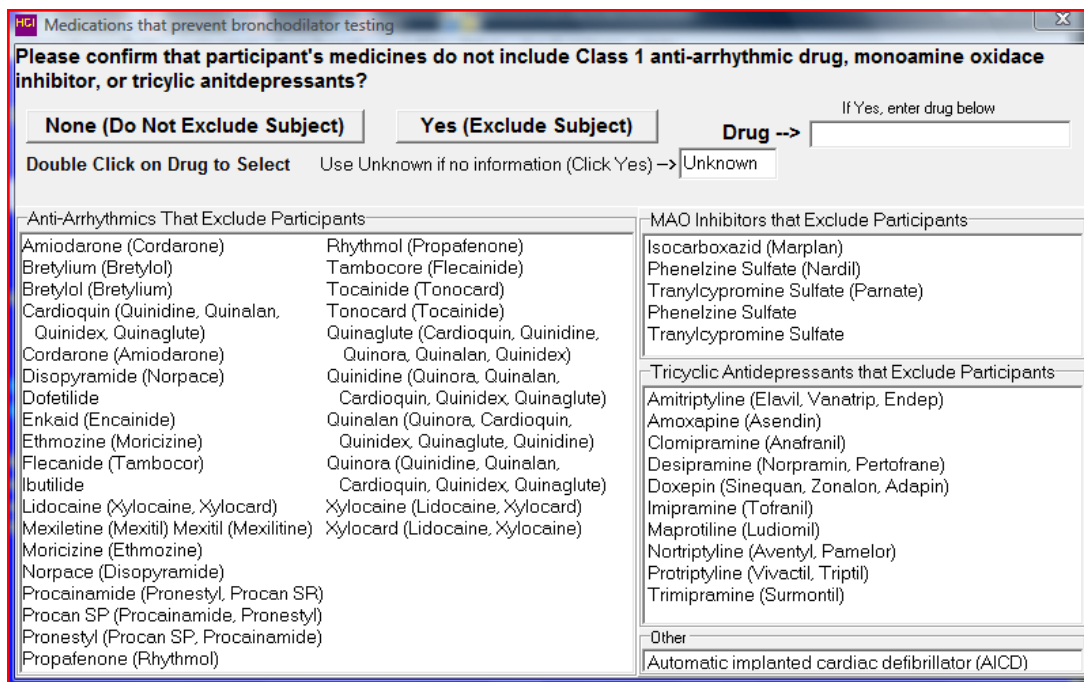 HCI Medications that prevent bronchodilator testing X
Please confirm that participant's medicines do not include Class 1 anti-arrhythmic drug, monoamine oxidace
inhibitor, or tricylic anitdepressants?
If Yes, enter drug below
None (Do Not Exclude Subject) Yes (Exclude Subject) Drug -->
Double Click on Drug to Select Use Unknown if no information (Click Yes) --> Unknown
Anti-Arrhythmics That Exclude Participants
Amiodarone (Cordarone)
Bretylium (Bretylol)
Bretylol (Bretylium)
Cardioquin (Quinidine, Quinalan,
Quinidex, Quinaglute)
Cordarone (Amiodarone)
Disopyramide (Norpace)
Dofetilide
Enkaid (Encainide)
Ethmozine (Moricizine)
Flecanide (Tambocor)
Ibutilide
Lidocaine (Xylocaine, Xylocard)
Mexiletine (Mexitil) Mexitil (Mexilitine)
Moricizine (Ethmozine)
Norpace (Disopyramide)
Procainamide (Pronestyl, Procan SR)
Procan SP (Procainamide, Pronestyl)
Pronestyl (Procan SP, Procainamide)
Propafenone (Rhythmol)
Rhythmol (Propafenone)
Tambocore (Flecainide)
Tocainide (Tonocard)
Tonocard (Tocainide)
Quinaglute (Cardioquin, Quinidine,
Quinora, Quinalan, Quinidex)
Quinidine (Quinora, Quinalan,
Cardioquin, Quinidex, Quinaglute)
Quinalan (Quinora, Cardioquin,
Quinidex, Quinaglute, Quinidine)
Quinora (Quinidine, Quinalan,
Cardioquin, Quinidex, Quinaglute)
Xylocaine (Lidocaine, Xylocard)
Xylocard (Lidocaine, Xylocaine)
MAO Inhibitors that Exclude Participants
Isocarboxazid (Marplan)
Phenelzine Sulfate (Nardil)
Tranylcypromine Sulfate (Parnate)
Phenelzine Sulfate
Tranylcypromine Sulfate
Tricyclic Antidepressants that Exclude Participants
Amitriptyline (Elavil, Vanatrip, Endep)
Amoxapine (Asendin)
Clomipramine (Anafranil)
Desipramine (Norpramin, Pertofrane)
Doxepin (Sinequan, Zonalon, Adapin)
Imipramine (Tofranil)
Maprotiline (Ludiomil)
Nortriptyline (Aventyl, Pamelor)
Protriptyline (Vivactil, Triptil)
Trimipramine (Surmontil)
Other
Automatic implanted cardiac defibrillator (AICD)